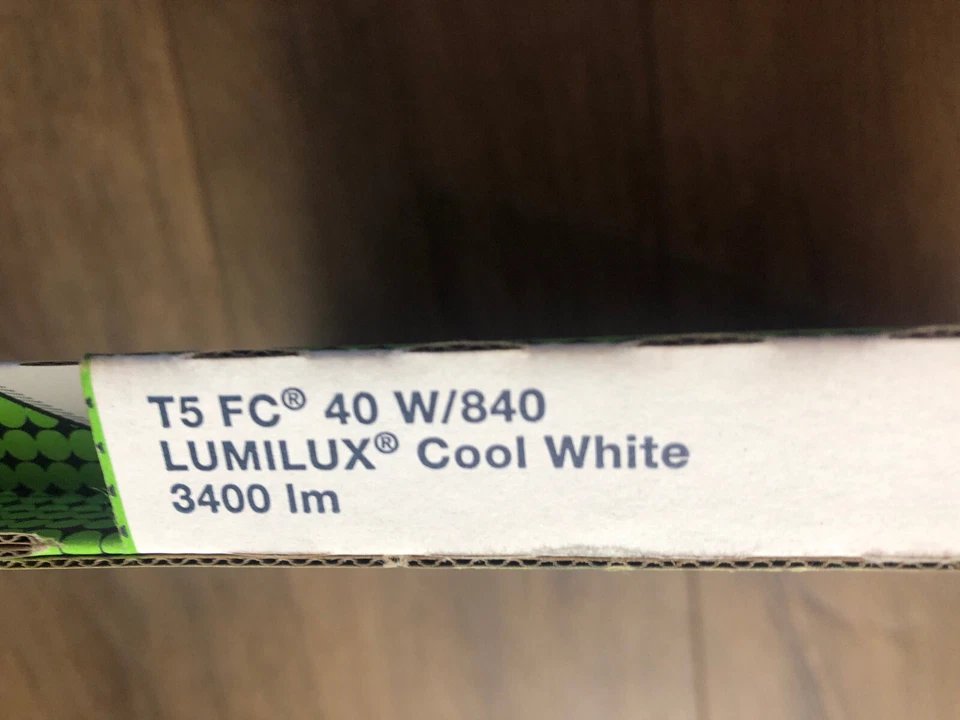 T5 FC® 40 W/840
LUMILUX® Cool White
3400 lm